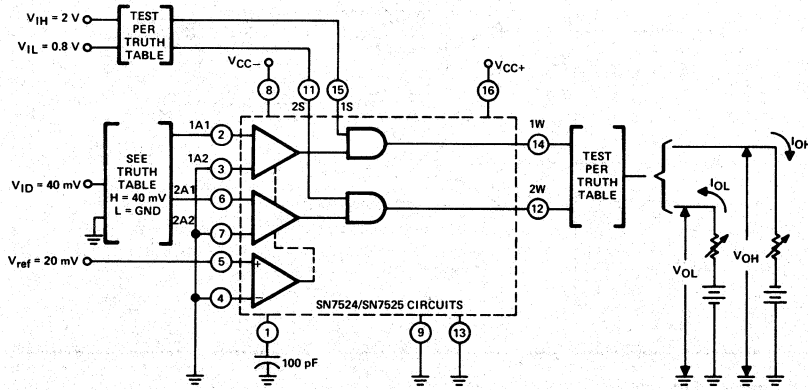 VIH = 2 V
VIL = 0.8 V
TEST
PER
TRUTH
TABLE
VCC−
VCC+
8
11
15
16
2S
1S
1A1
2
1A2
3
2A1
6
2A2
7
SEE
TRUTH
TABLE
H = 40 mV
L = GND
VID = 40 mV
Vref = 20 mV
5
+
4
−
SN7524/SN7525 CIRCUITS
1W
14
2W
12
TEST
PER
TRUTH
TABLE
IOH
IOL
VOL
VOH
1
9
13
100 pF